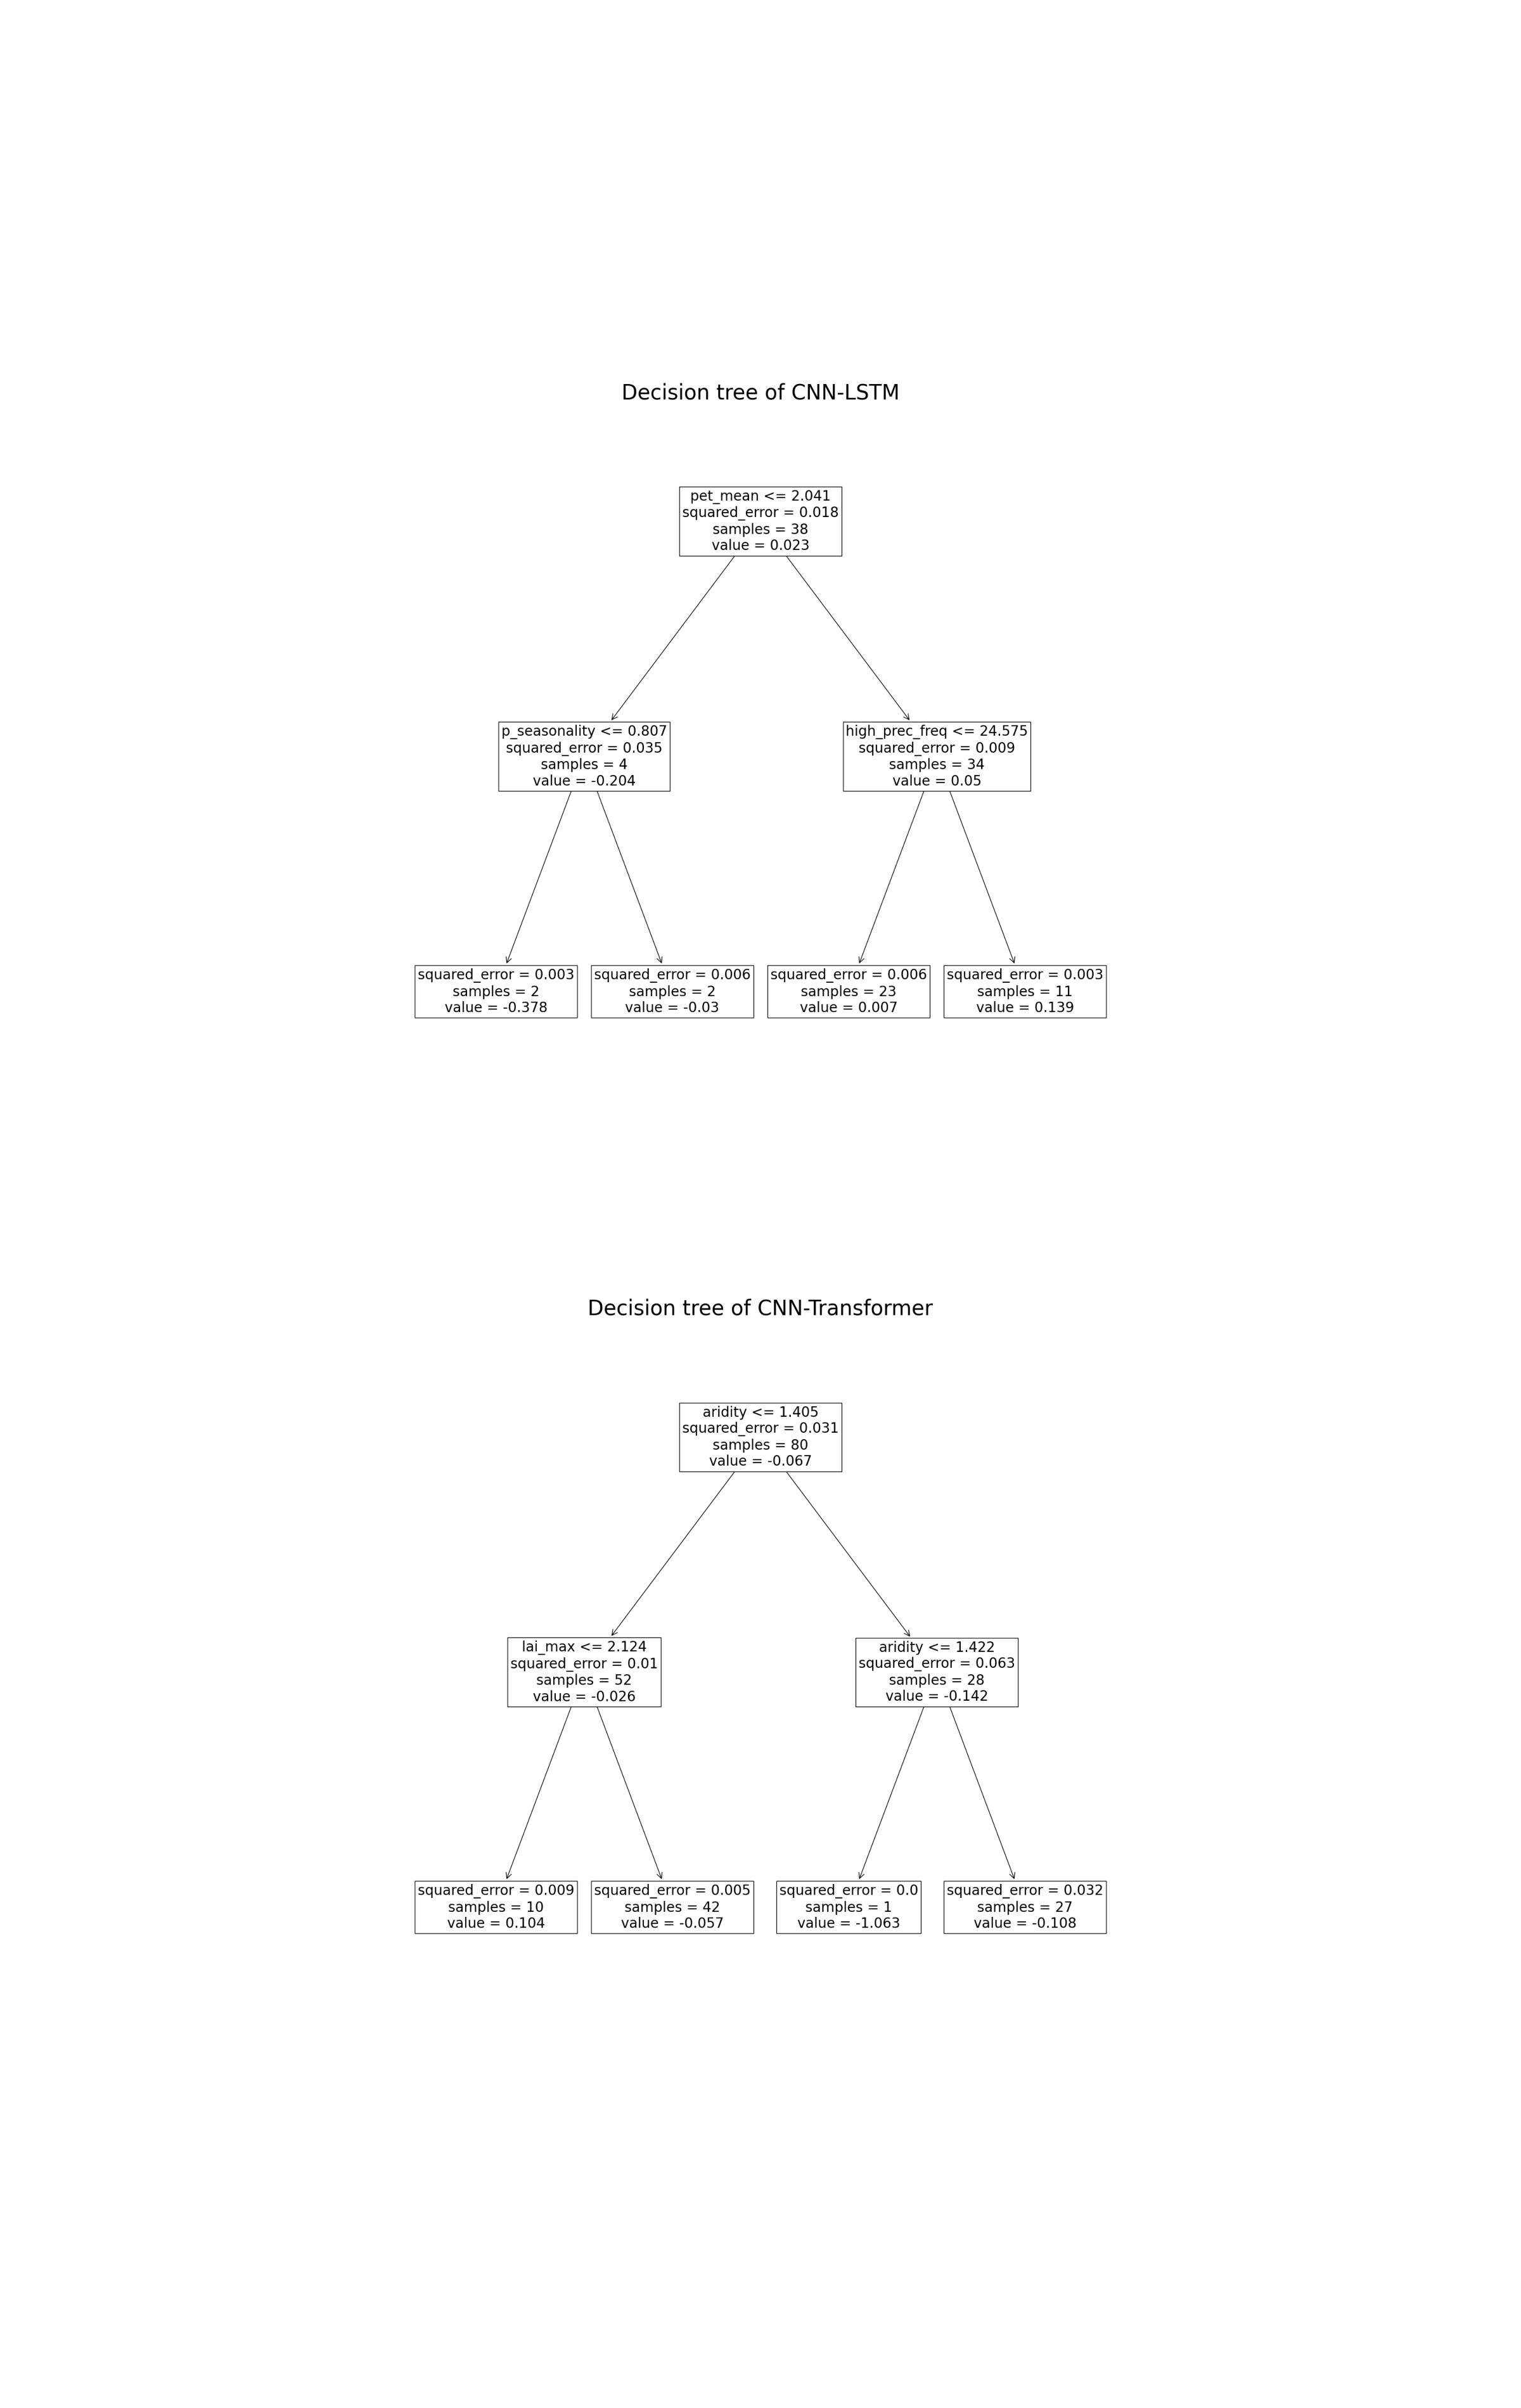 Decision tree of CNN-LSTM
pet_mean <= 2.041
squared_error = 0.018
samples = 38
value = 0.023
p_seasonality <= 0.807
squared_error = 0.035
samples = 4
value = -0.204
high_prec_freq <= 24.575
squared_error = 0.009
samples = 34
value = 0.05
squared_error = 0.003
samples = 2
value = -0.378
squared_error = 0.006
samples = 2
value = -0.03
squared_error = 0.006
samples = 23
value = 0.007
squared_error = 0.003
samples = 11
value = 0.139
Decision tree of CNN-Transformer
aridity <= 1.405
squared_error = 0.031
samples = 80
value = -0.067
lai_max <= 2.124
squared_error = 0.01
samples = 52
value = -0.026
aridity <= 1.422
squared_error = 0.063
samples = 28
value = -0.142
squared_error = 0.009
samples = 10
value = 0.104
squared_error = 0.005
samples = 42
value = -0.057
squared_error = 0.0
samples = 1
value = -1.063
squared_error = 0.032
samples = 27
value = -0.108